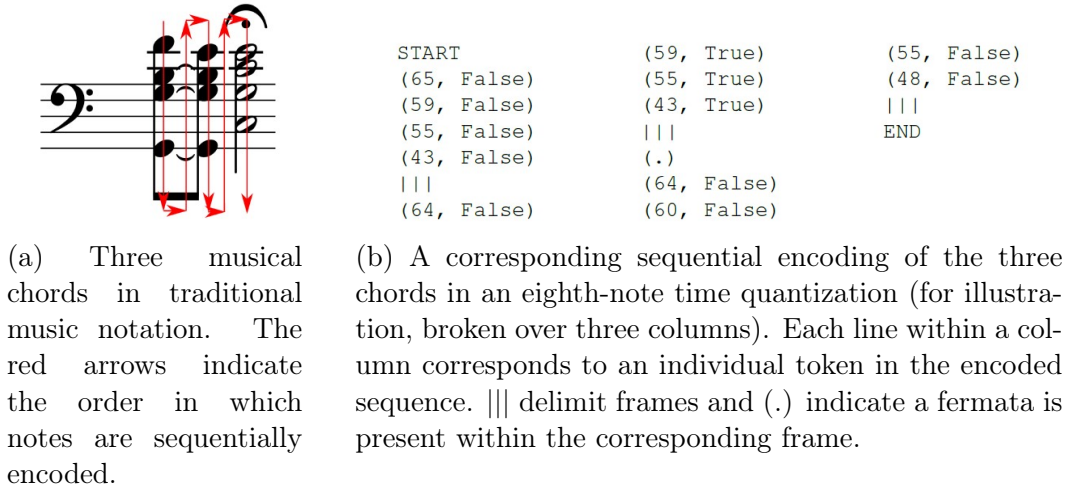 START
(65, False)
(59, False)
(55, False)
(43, False)
|||
(64, False)
(59, True)
(55, True)
(43, True)
|||
(.)
(64, False)
(60, False)
(55, False)
(48, False)
|||
END
(a) Three musical
chords in traditional
music notation. The
red arrows indicate
the order in which
notes are sequentially
encoded.
(b) A corresponding sequential encoding of the three
chords in an eighth-note time quantization (for illustra-
tion, broken over three columns). Each line within a col-
umn corresponds to an individual token in the encoded
sequence. ||| delimit frames and (.) indicate a fermata is
present within the corresponding frame.